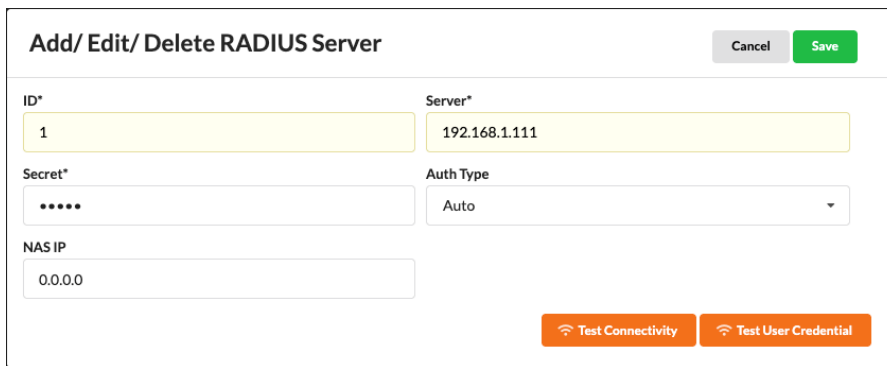 Add/ Edit/ Delete RADIUS Server
Cancel
Save
ID*
Server*
1
192.168.1.111
Secret*
Auth Type
•••••
Auto
NAS IP
0.0.0.0
Test Connectivity
Test User Credential